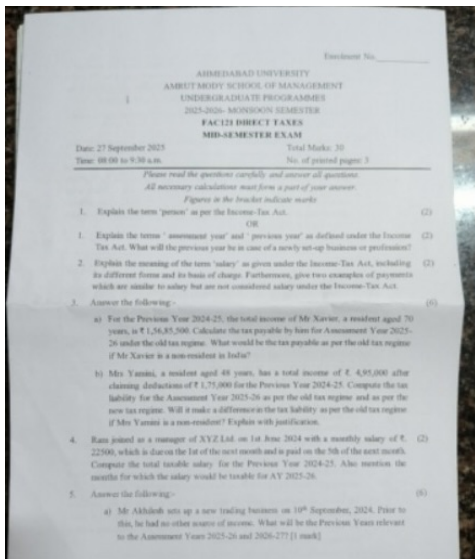 Enrolment No.
AHMEDABAD UNIVERSITY
AMRUT MODY SCHOOL OF MANAGEMENT
UNDERGRADUATE PROGRAMMES
2025-2026- MONSOON SEMESTER
FAC121 DIRECT TAXES
MID-SEMESTER EXAM
Date: 27 September 2025 Total Marks: 30
Time: 08:00 to 9:30 a.m. No. of printed pages: 3
Please read the questions carefully and answer all questions.
All necessary calculations must form a part of your answer.
Figures in the bracket indicate marks
1. Explain the term 'person' as per the Income-Tax Act. (2)
OR
1. Explain the terms ' assessment year' and ' previous year' as defined under the Income (2)
Tax Act. What will the previous year be in case of a newly set-up business or profession?
2. Explain the meaning of the term 'salary' as given under the Income-Tax Act, including (2)
its different forms and its basis of charge. Furthermore, give two examples of payments
which are similar to salary but are not considered salary under the Income-Tax Act.
3. Answer the following:- (6)
a) For the Previous Year 2024-25, the total income of Mr Xavier, a resident aged 70
years, is ₹ 1,56,85,500. Calculate the tax payable by him for Assessment Year 2025-
26 under the old tax regime. What would be the tax payable as per the old tax regime
if Mr Xavier is a non-resident in India?
b) Mrs Yamini, a resident aged 48 years, has a total income of ₹. 4,95,000 after
claiming deductions of ₹ 1,75,000 for the Previous Year 2024-25. Compute the tax
liability for the Assessment Year 2025-26 as per the old tax regime and as per the
new tax regime. Will it make a difference in the tax liability as per the old tax regime
if Mrs Yamini is a non-resident? Explain with justification.
4. Ram joined as a manager of XYZ Ltd. on 1st June 2024 with a monthly salary of ₹. (2)
22500, which is due on the 1st of the next month and is paid on the 5th of the next month.
Compute the total taxable salary for the Previous Year 2024-25. Also mention the
months for which the salary would be taxable for AY 2025-26.
5. Answer the following:- (6)
a) Mr Akhilesh sets up a new trading business on 10th September, 2024. Prior to
this, he had no other source of income. What will be the Previous Years relevant
to the Assessment Years 2025-26 and 2026-27? [1 mark]